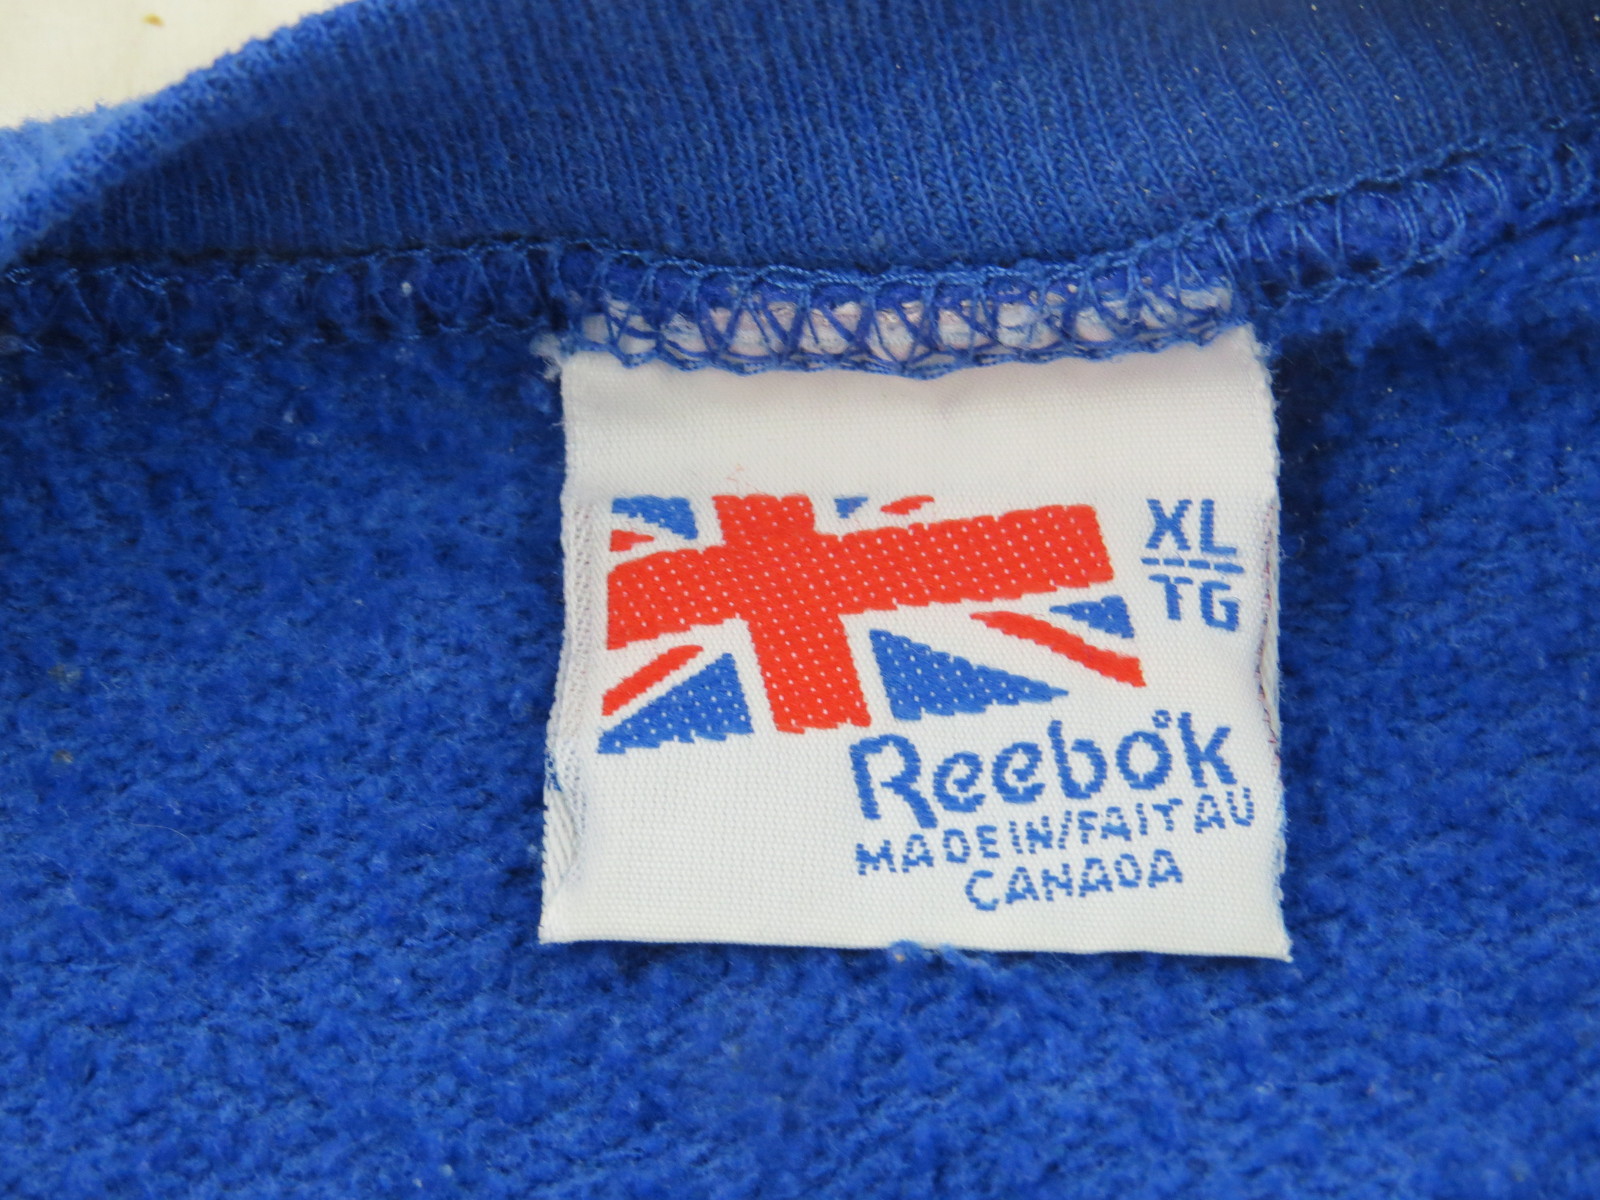 XL
TG
Reebok
MADE IN/FAIT AU
CANADA